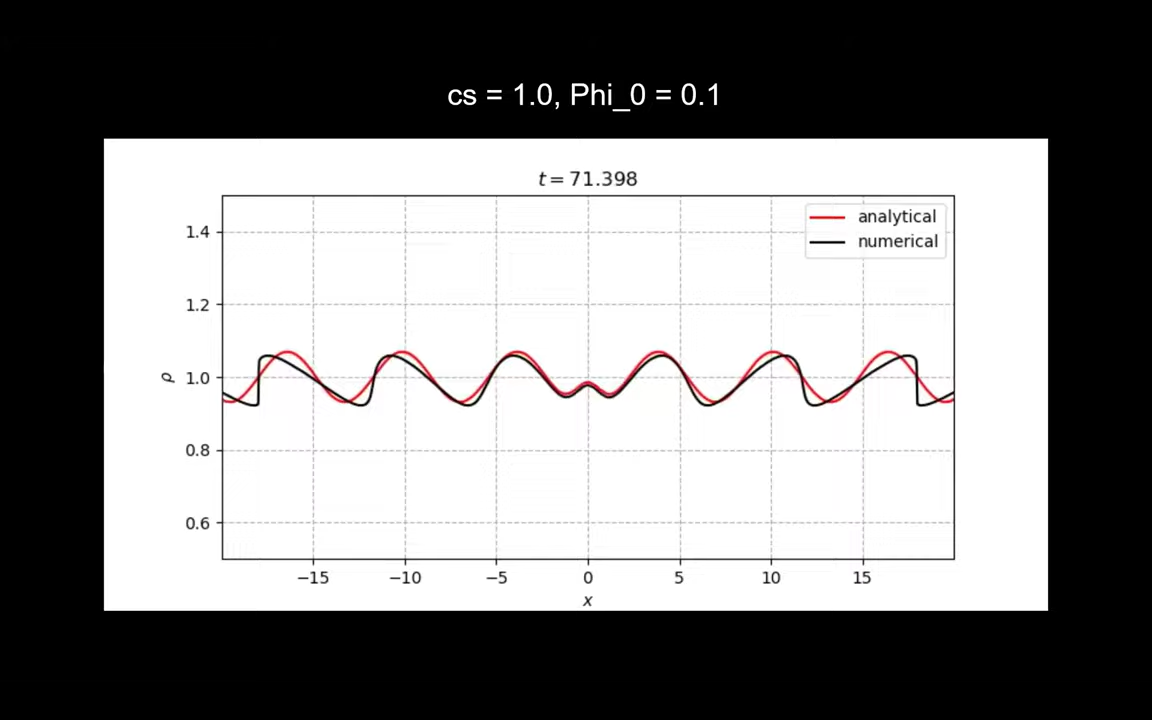 cs = 1.0, Phi_0 = 0.1
t = 71.398
analytical
numerical
1.4
1.2
1.0
0.8
0.6
ρ
−15 −10 −5 0 5 10 15
x